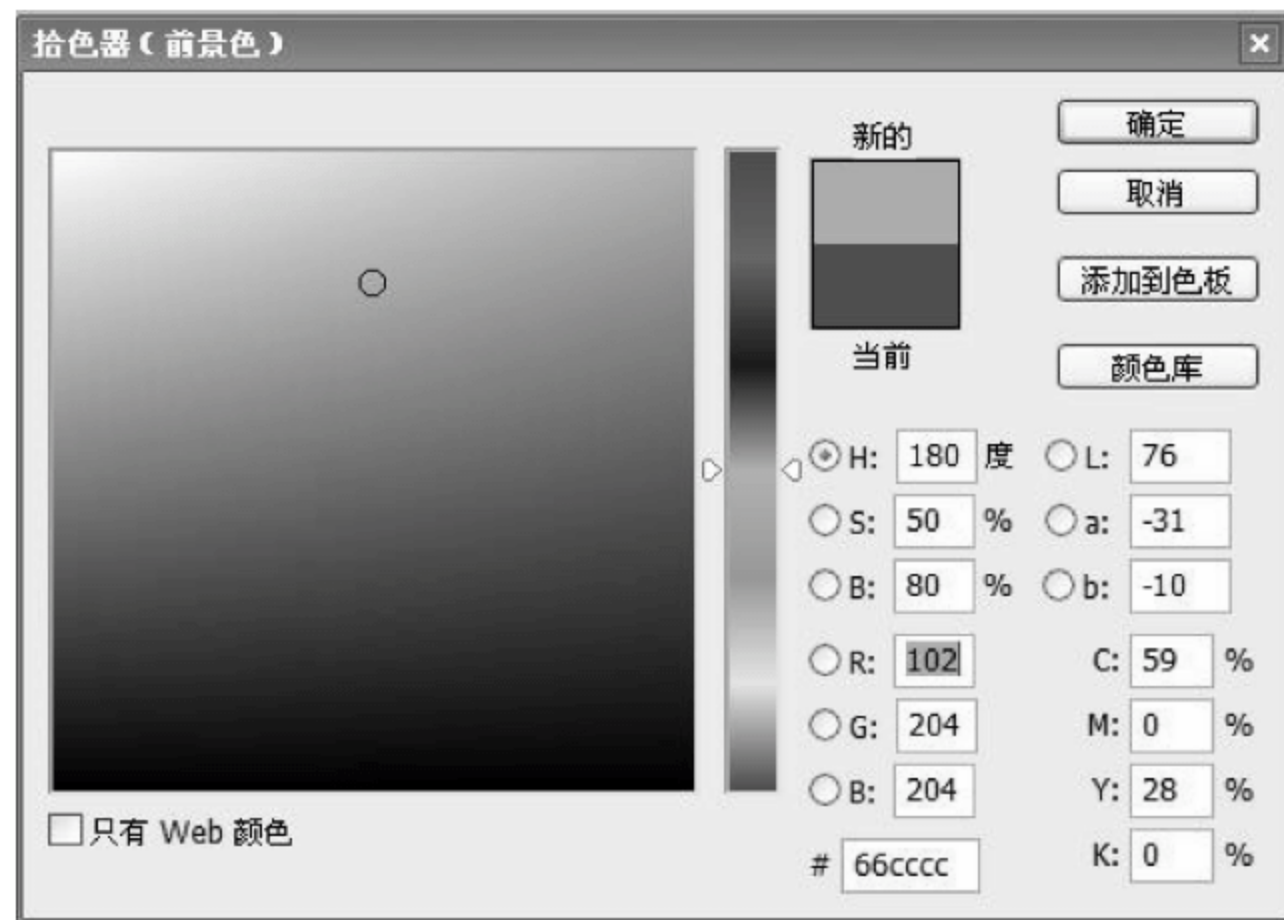 拾色器（前景色）
新的
当前
确定
取消
添加到色板
颜色库
H: 180 度
S: 50 %
B: 80 %
R: 102
G: 204
B: 204
# 66cccc
L: 76
a: -31
b: -10
C: 59 %
M: 0 %
Y: 28 %
K: 0 %
只有 Web 颜色